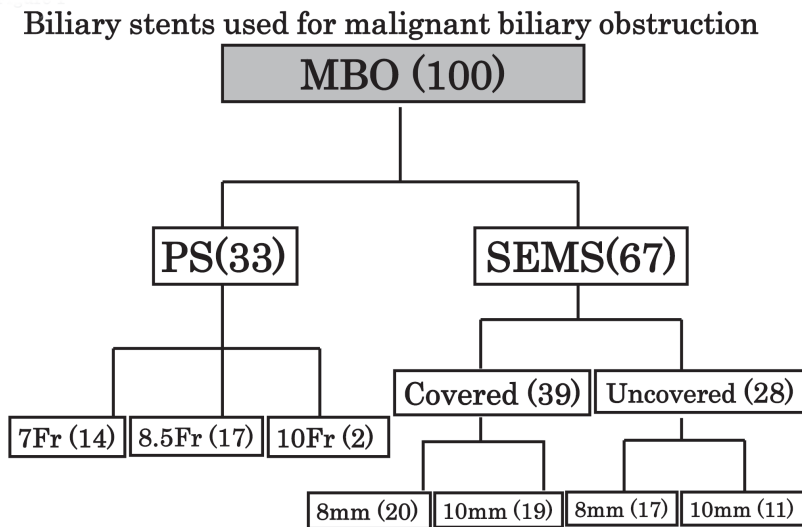 Biliary stents used for malignant biliary obstruction
MBO (100)
PS(33)
SEMS(67)
Covered (39)
Uncovered (28)
7Fr (14)
8.5Fr (17)
10Fr (2)
8mm (20)
10mm (19)
8mm (17)
10mm (11)